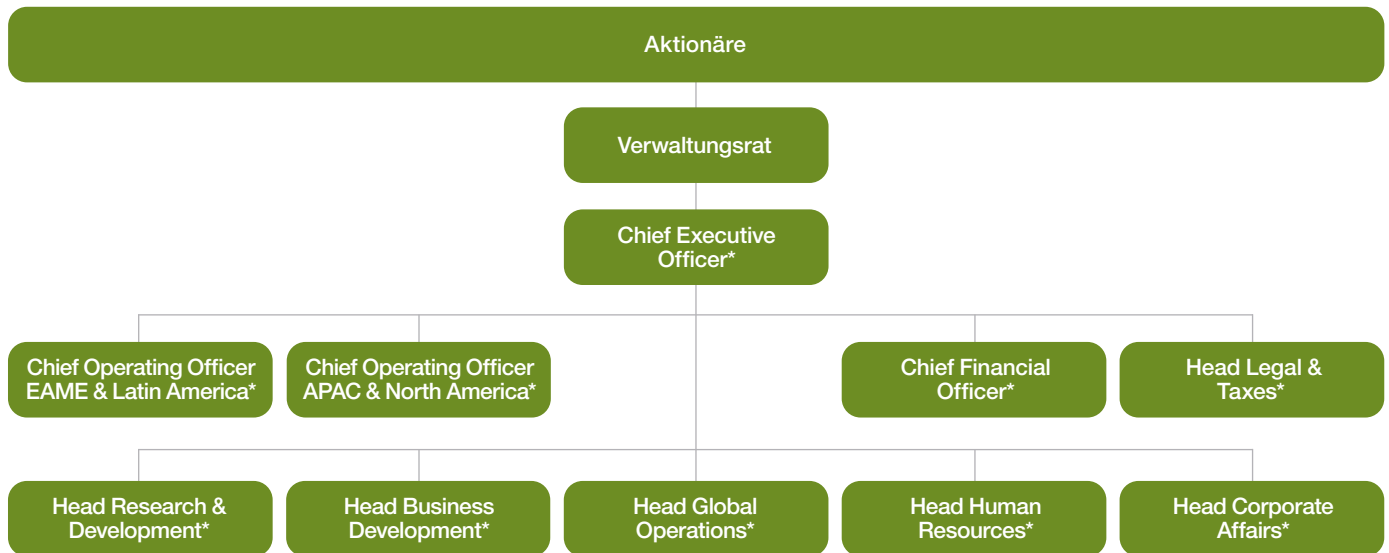 Aktionäre
Verwaltungsrat
Chief Executive
Officer*
Chief Operating Officer
EAME & Latin America*
Chief Operating Officer
APAC & North America*
Chief Financial
Officer*
Head Legal &
Taxes*
Head Research &
Development*
Head Business
Development*
Head Global
Operations*
Head Human
Resources*
Head Corporate
Affairs*